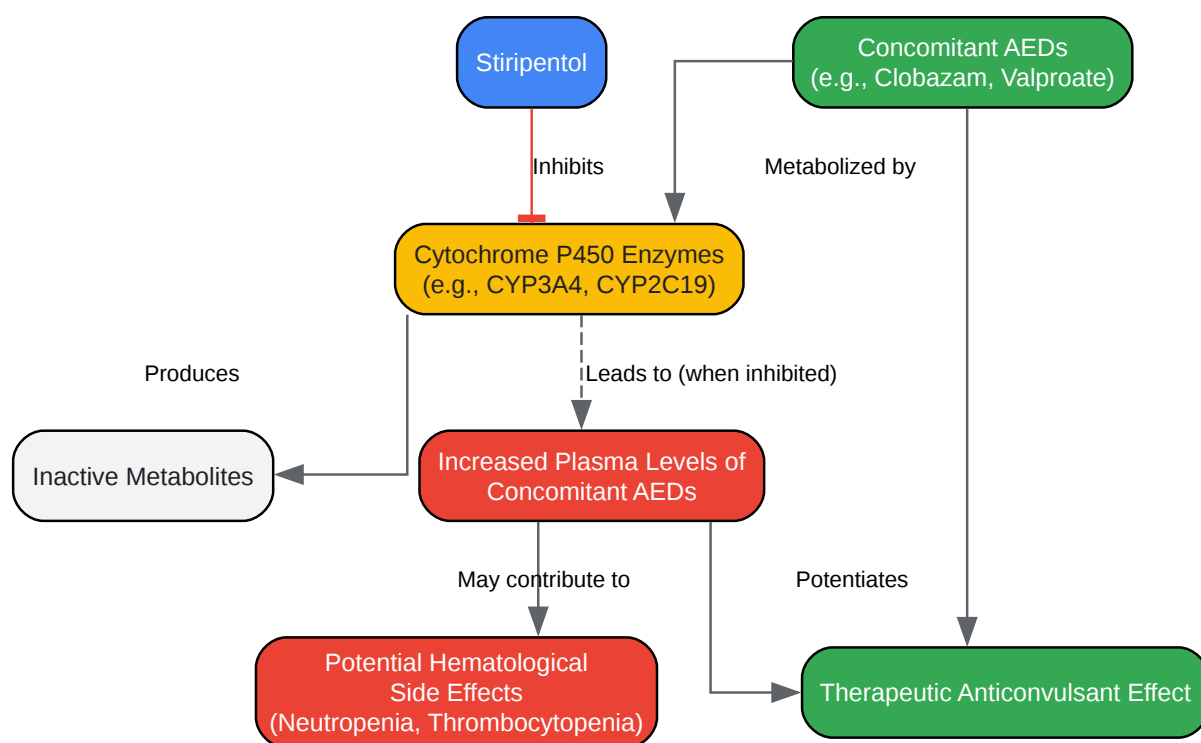 Stiripentol
Concomitant AEDs
(e.g., Clobazam, Valproate)
Inhibits
Metabolized by
Cytochrome P450 Enzymes
(e.g., CYP3A4, CYP2C19)
Produces
Leads to (when inhibited)
Inactive Metabolites
Increased Plasma Levels of
Concomitant AEDs
May contribute to
Potentiates
Potential Hematological
Side Effects
(Neutropenia, Thrombocytopenia)
Therapeutic Anticonvulsant Effect